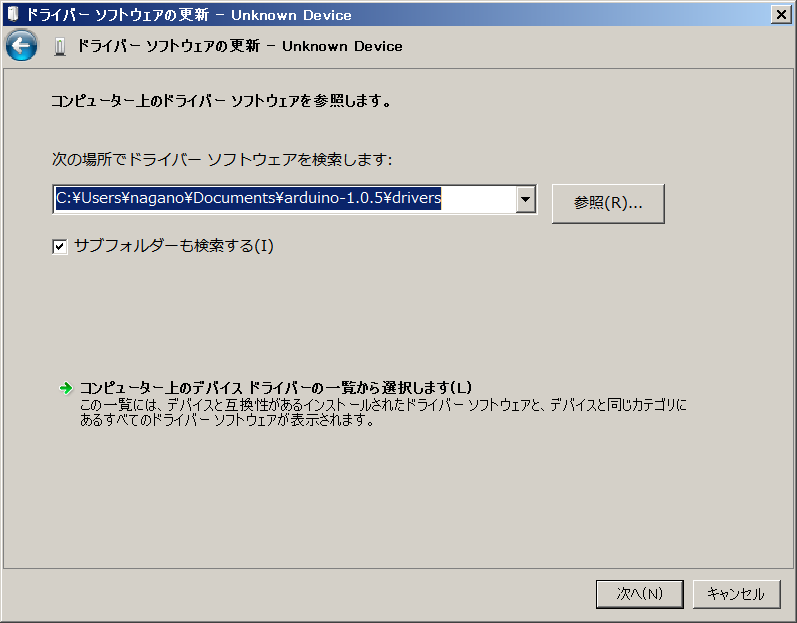 ドライバー ソフトウェアの更新 - Unknown Device
ドライバー ソフトウェアの更新 - Unknown Device
コンピューター上のドライバー ソフトウェアを参照します。
次の場所でドライバー ソフトウェアを検索します:
C:¥Users¥nagano¥Documents¥arduino-1.0.5¥drivers
参照(R)...
サブフォルダーも検索する(I)
コンピューター上のデバイス ドライバーの一覧から選択します(L)
この一覧には、デバイスと互換性があるインストールされたドライバー ソフトウェアと、デバイスと同じカテゴリに
あるすべてのドライバー ソフトウェアが表示されます。
次へ(N)
キャンセル